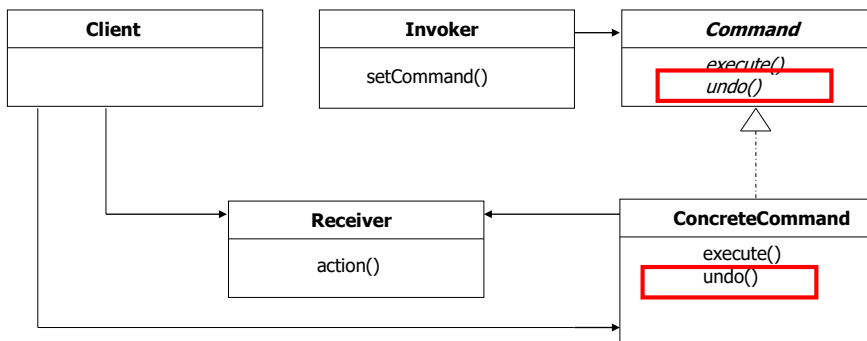 Client
Invoker
setCommand()
Command
execute()
undo()
Receiver
action()
ConcreteCommand
execute()
undo()